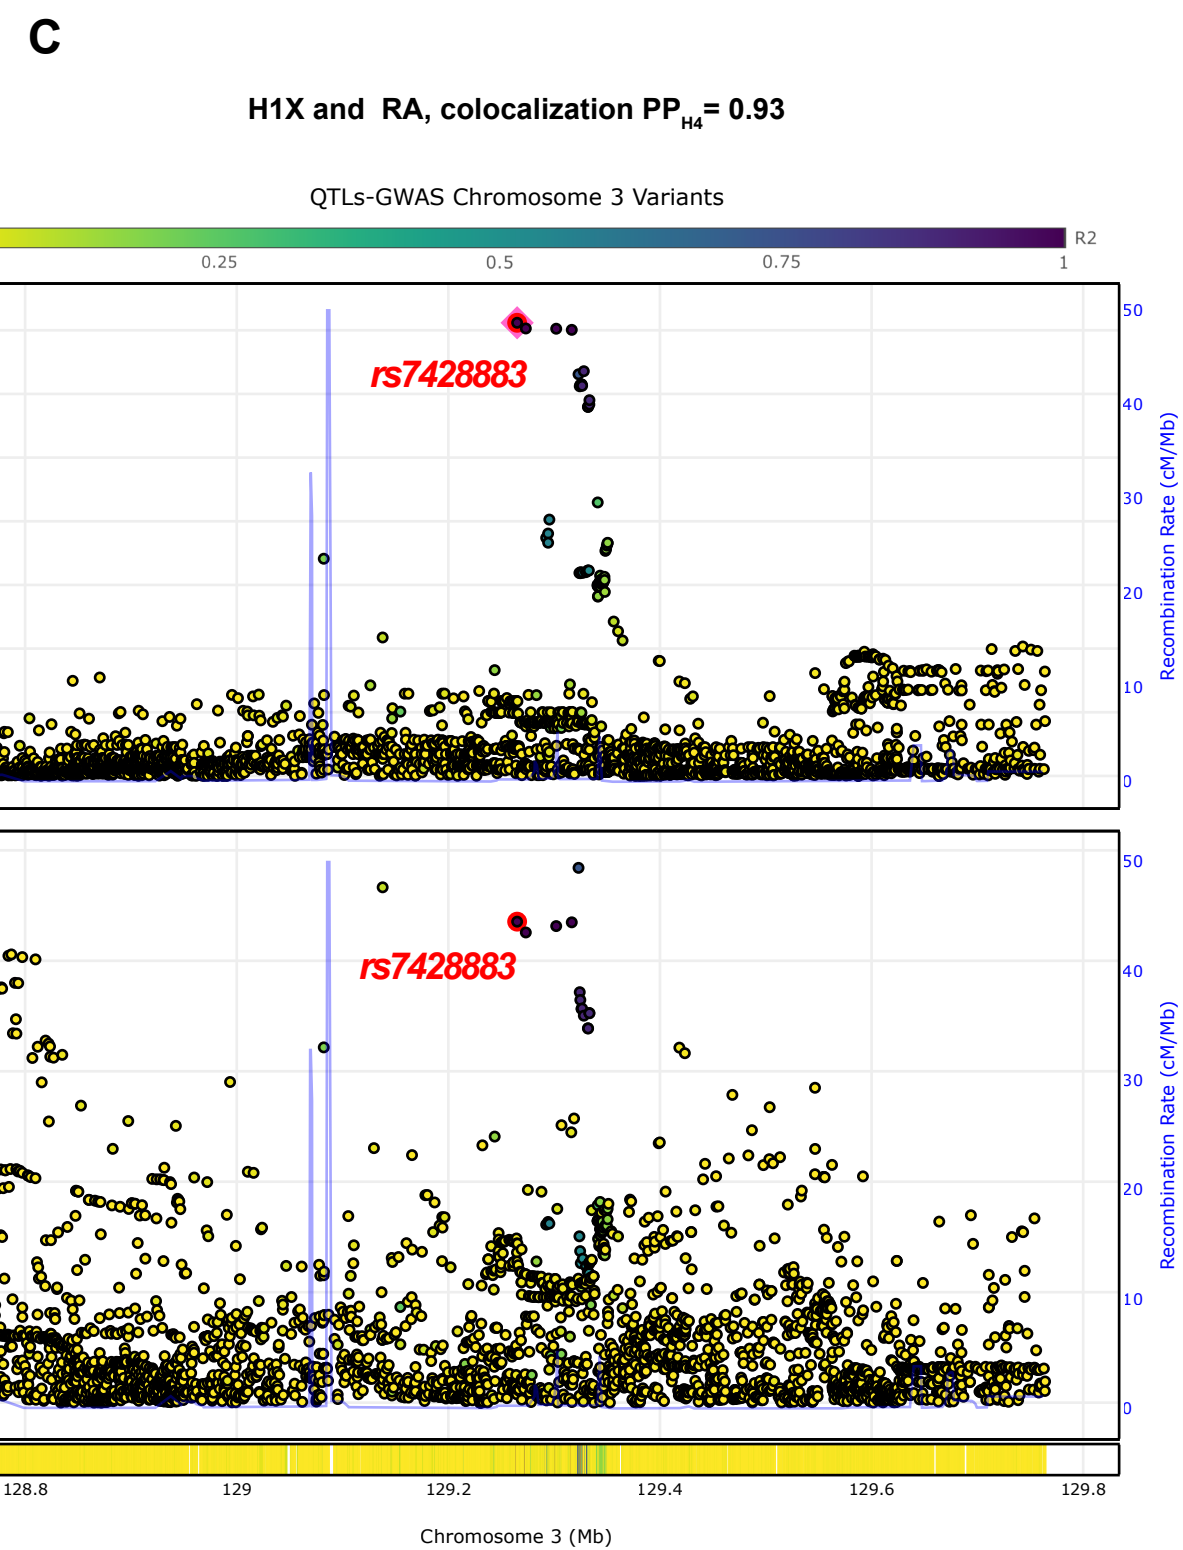 C
H1X and RA, colocalization PPH4= 0.93
QTLs-GWAS Chromosome 3 Variants
R2
0.25 0.5 0.75 1
50
40
30
20
10
0
Recombination Rate (cM/Mb)
rs7428883
50
40
30
20
10
0
Recombination Rate (cM/Mb)
rs7428883
128.8 129 129.2 129.4 129.6 129.8
Chromosome 3 (Mb)